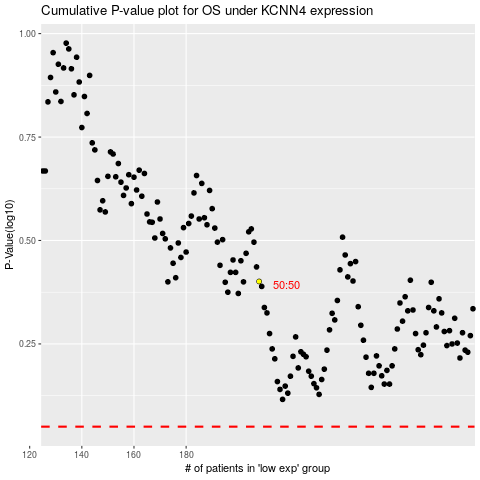 Cumulative P-value plot for OS under KCNN4 expression
1.00
0.75
0.50
0.25
P-Value(log10)
50:50
120 140 160 180
# of patients in 'low exp' group